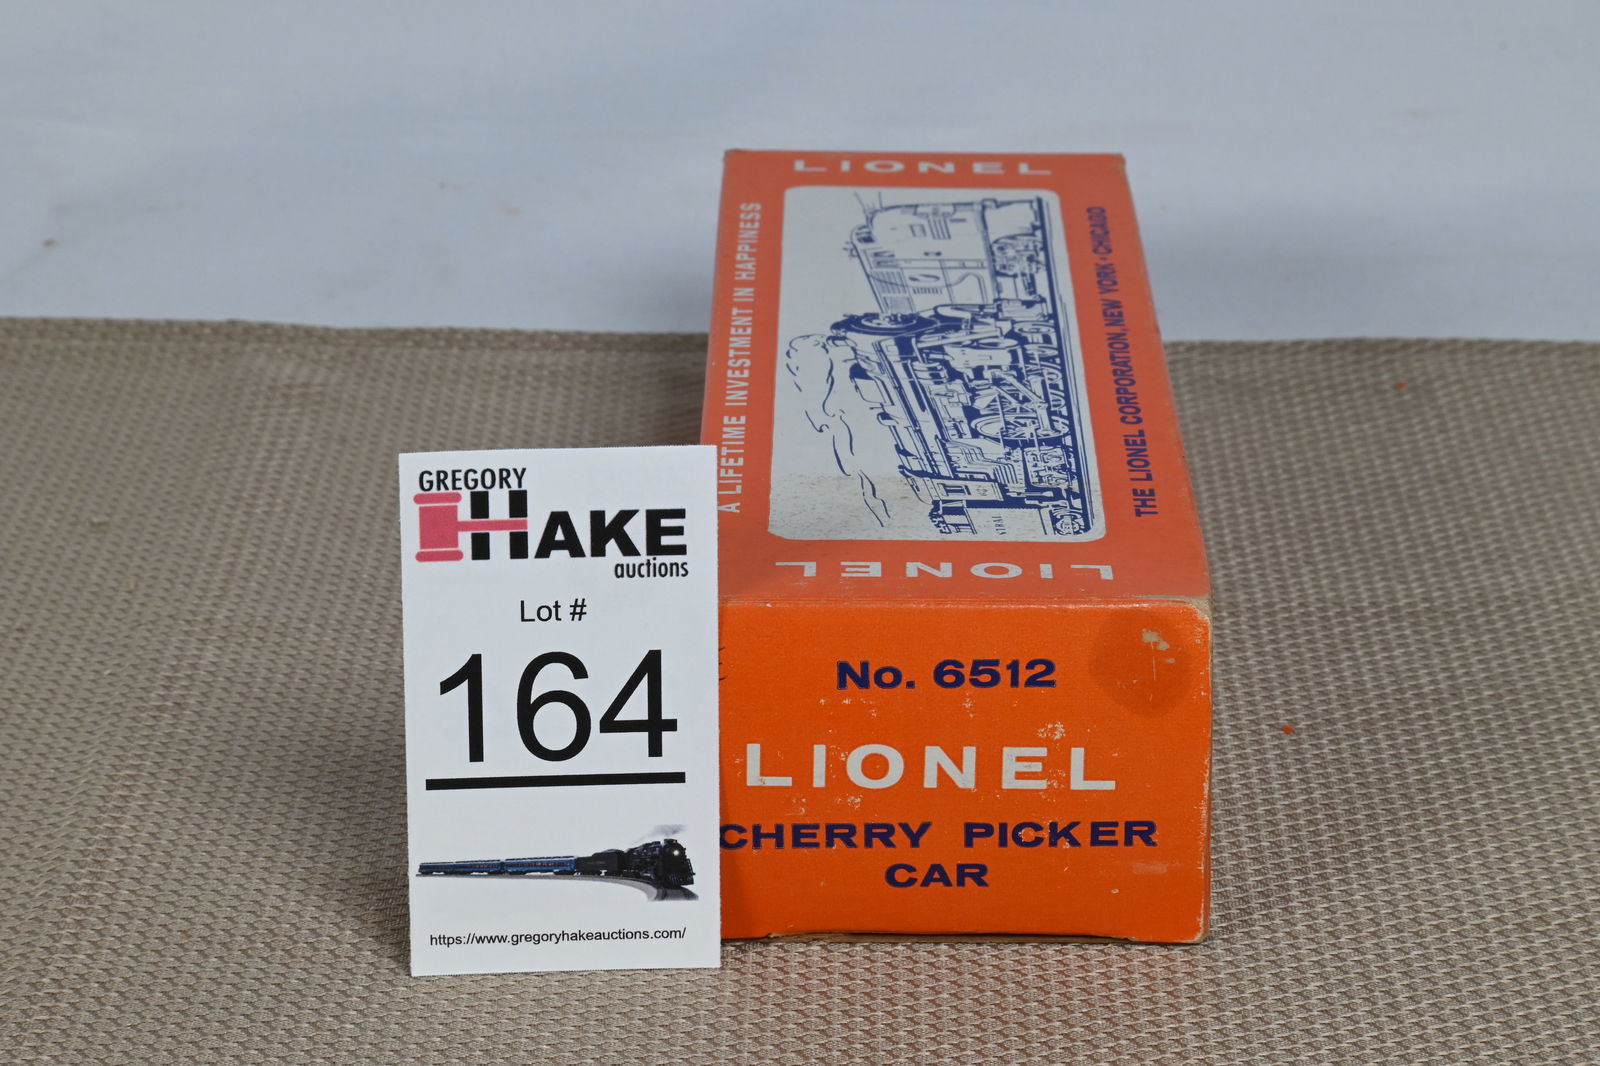 GREGORY
HAKE
auctions
Lot #
164
https://www.gregoryhakeauctions.com/
LIONEL
A LIFETIME INVESTMENT IN HAPPINESS
THE LIONEL CORPORATION, NEW YORK • CHICAGO
LIONEL
No. 6512
LIONEL
CHERRY PICKER
CAR